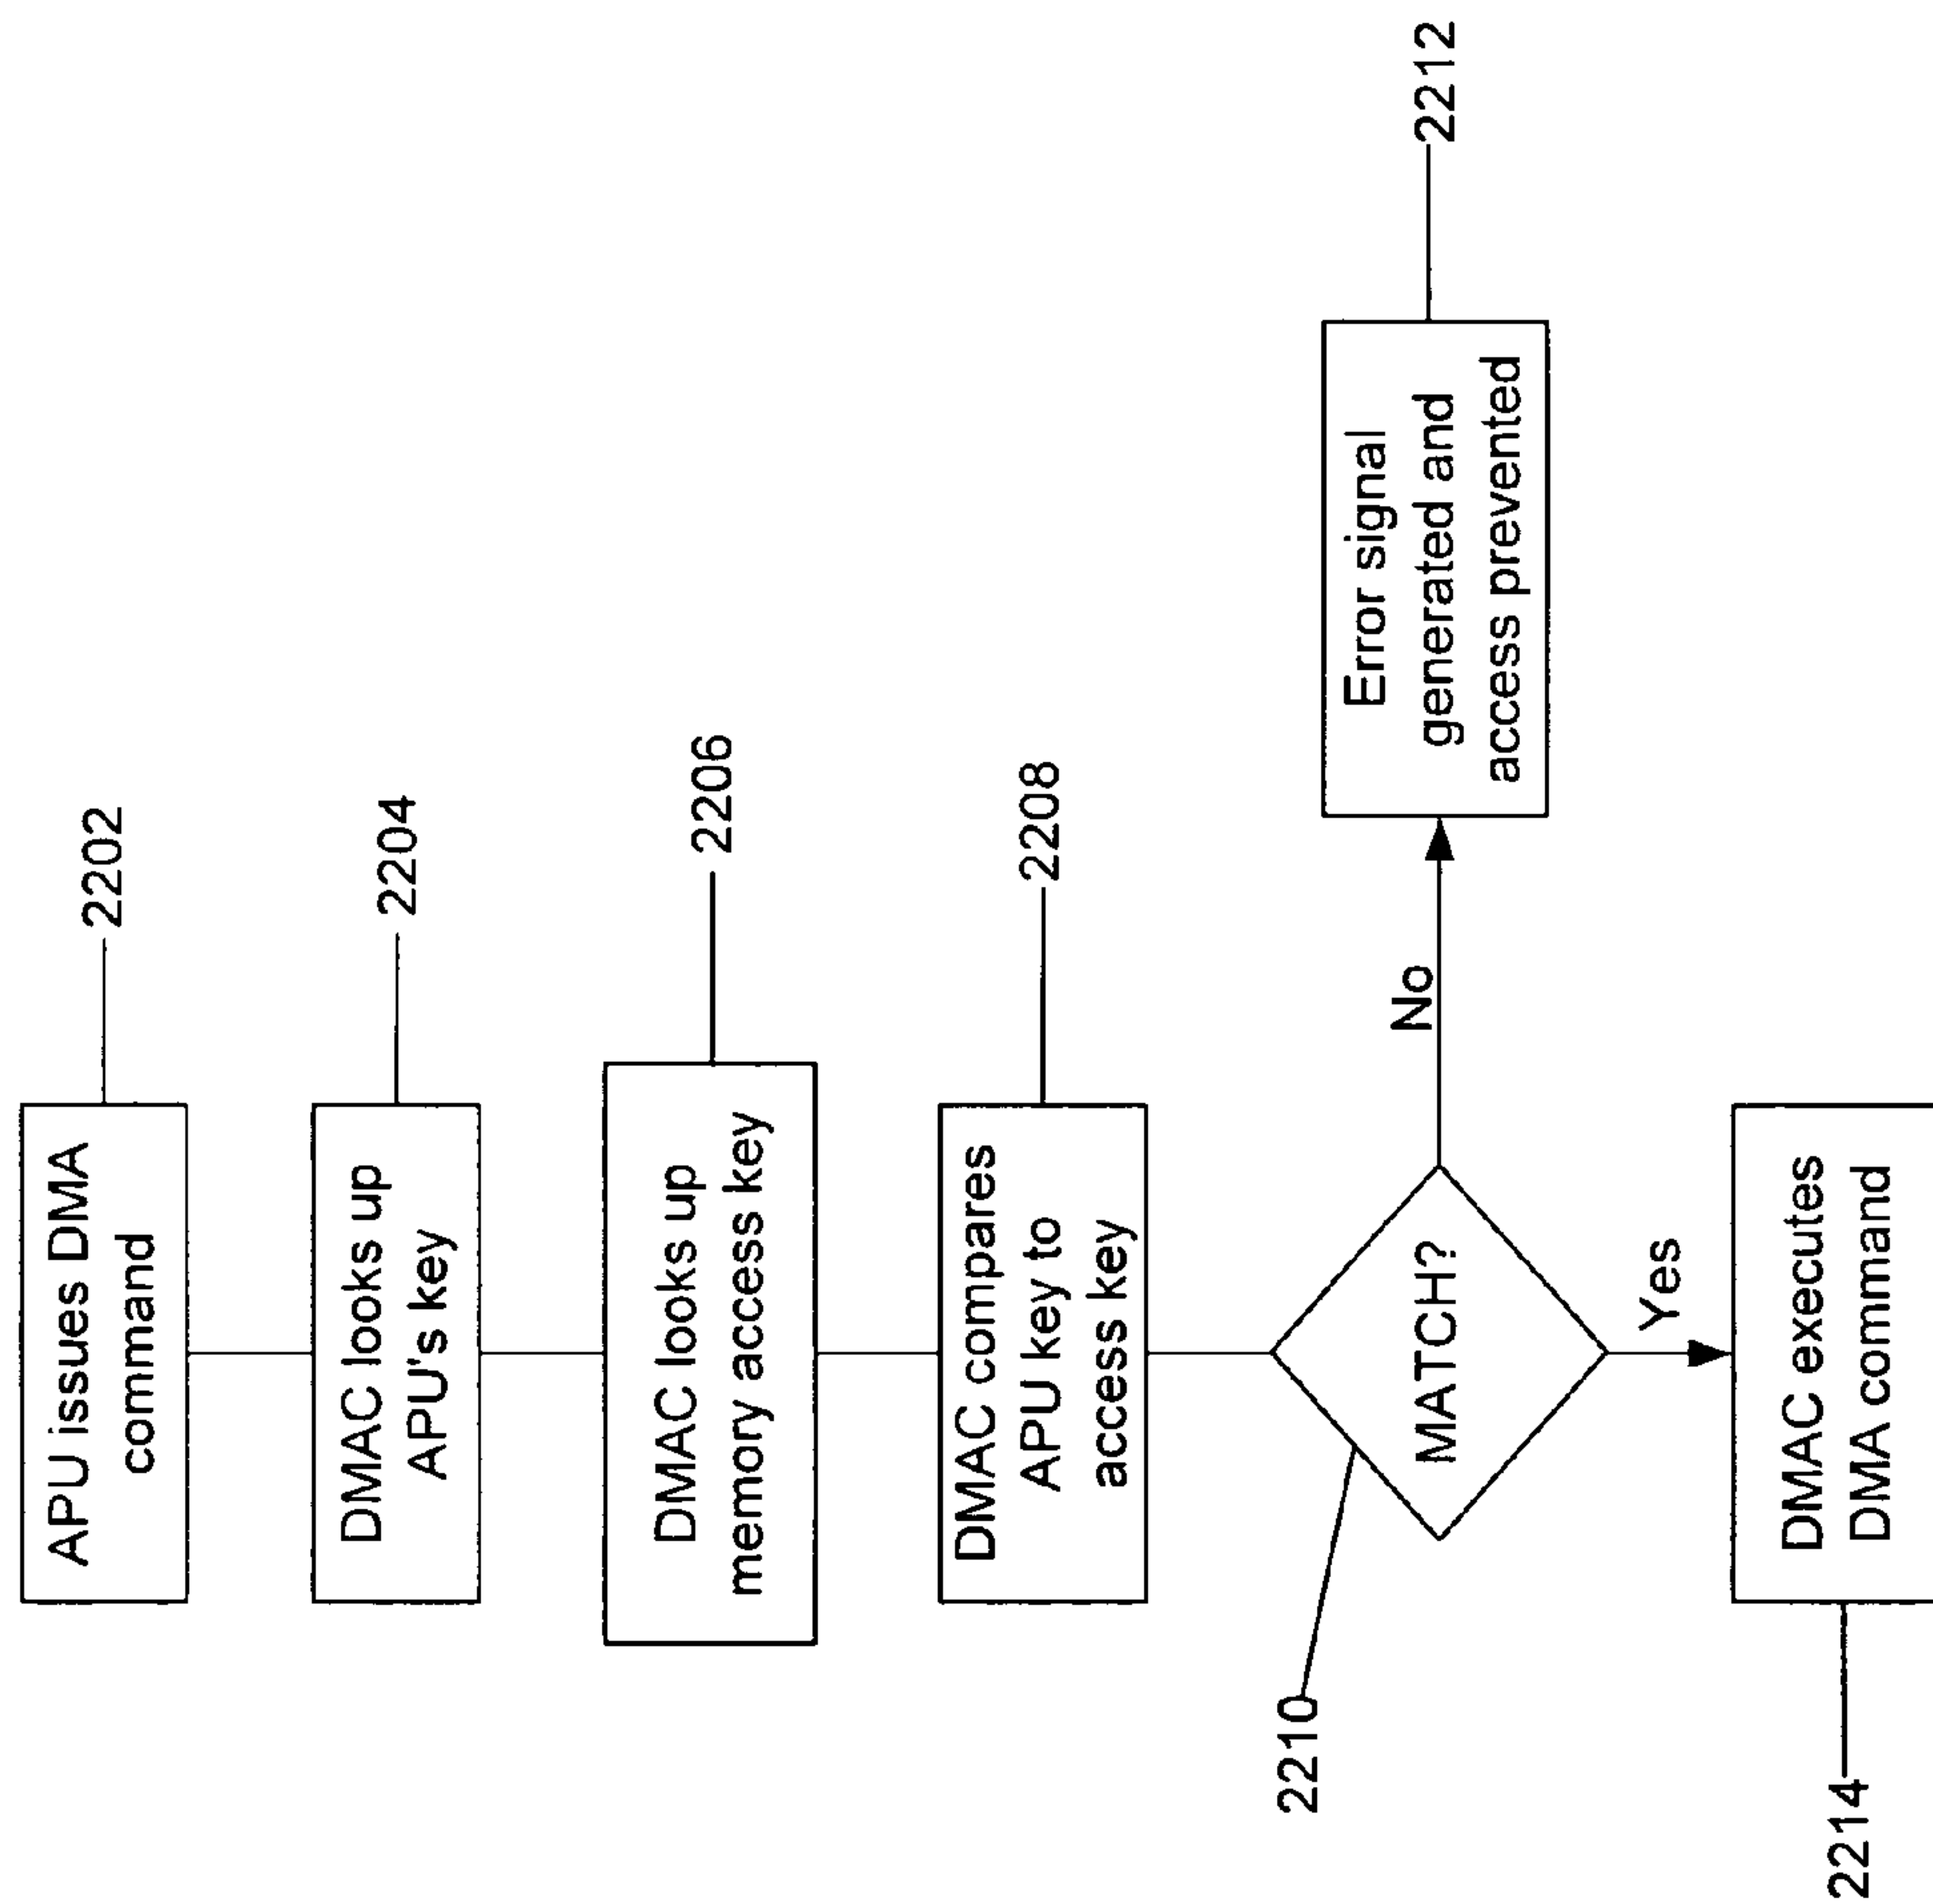 APU issues DMA
command
2202
DMAC looks up
APU's key
2204
DMAC looks up
memory access key
2206
DMAC compares
APU key to
access key
2208
MATCH?
2210
No
Error signal
generated and
access prevented
2212
Yes
DMAC executes
DMA command
2214